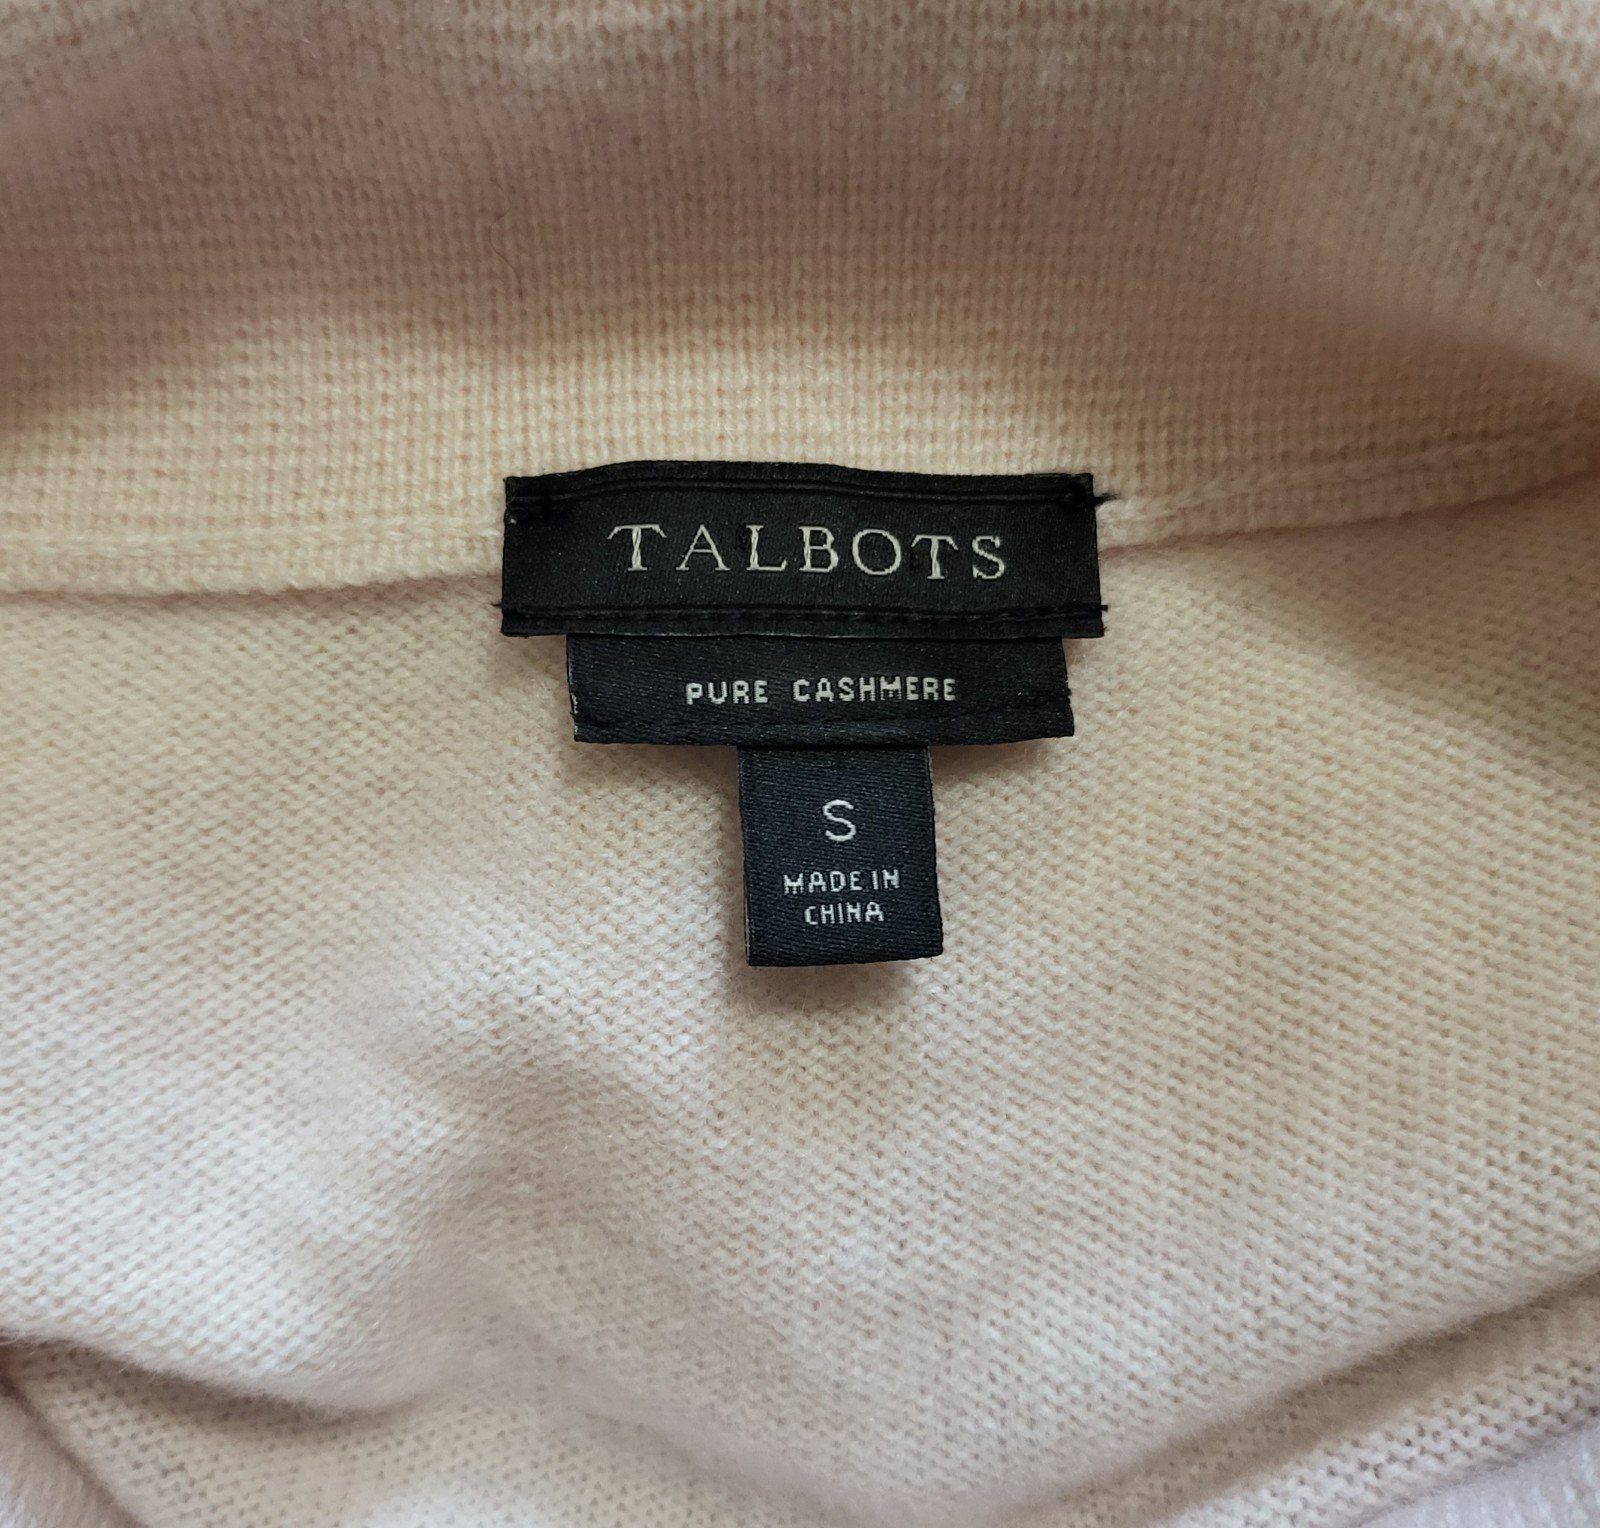 TALBOTS
PURE CASHMERE
S
MADE IN
CHINA